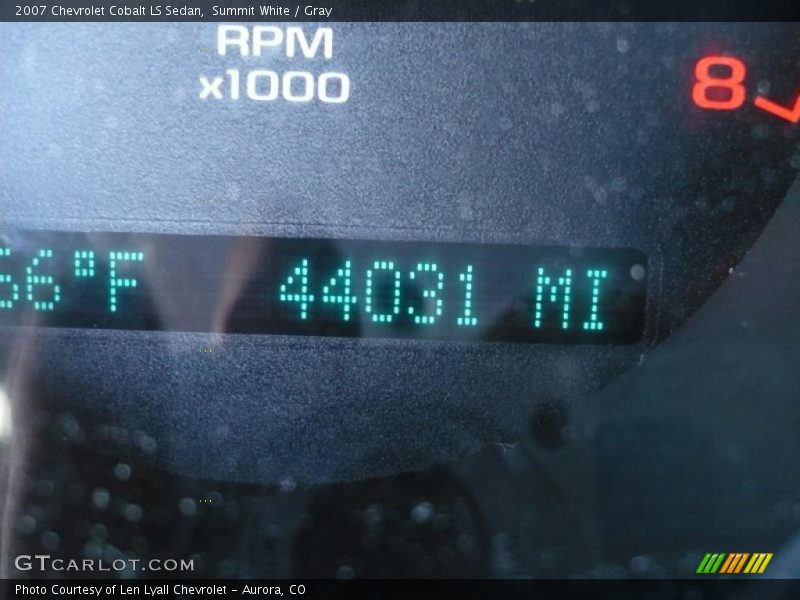 2007 Chevrolet Cobalt LS Sedan,  Summit White / Gray
RPM
x1000
8
66°F 44031 MI
GTCARLOT.COM
Photo Courtesy of Len Lyall Chevrolet - Aurora, CO